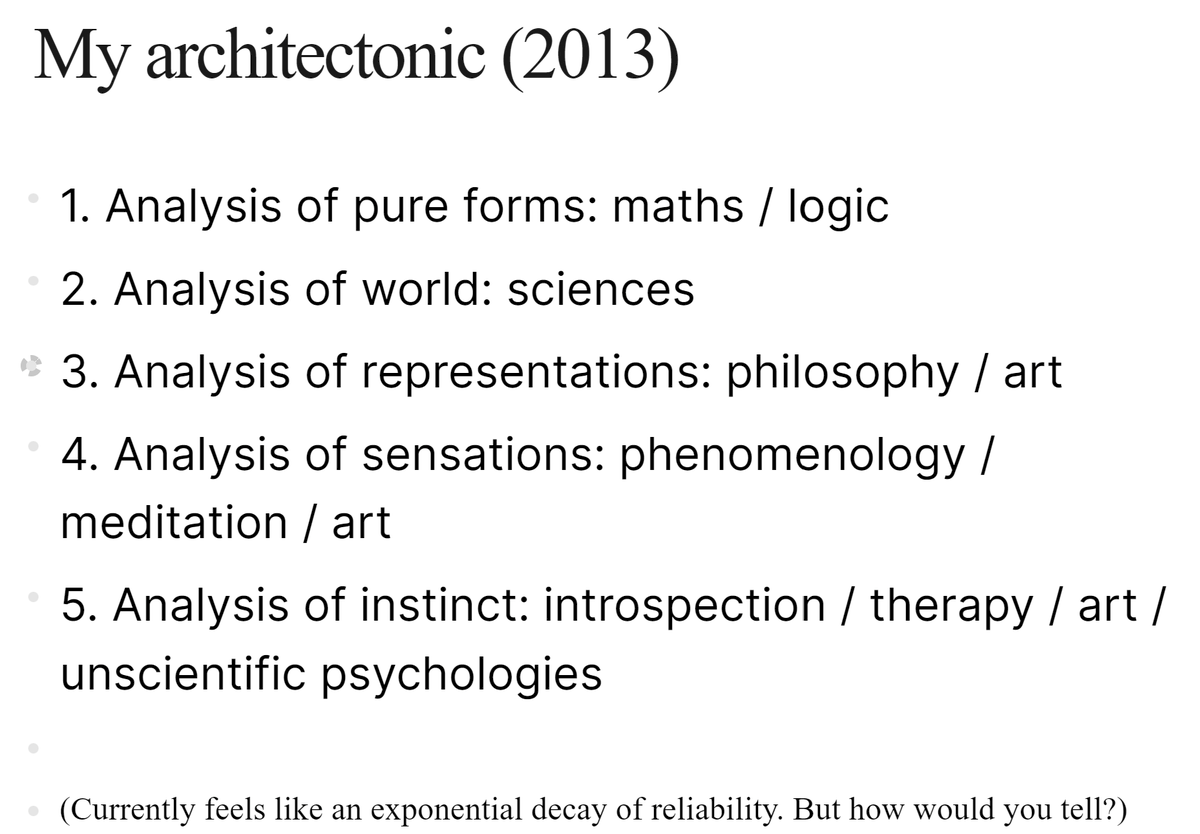 My architectonic (2013)
1. Analysis of pure forms: maths / logic
2. Analysis of world: sciences
3. Analysis of representations: philosophy / art
4. Analysis of sensations: phenomenology /
meditation / art
5. Analysis of instinct: introspection / therapy / art /
unscientific psychologies
(Currently feels like an exponential decay of reliability. But how would you tell?)